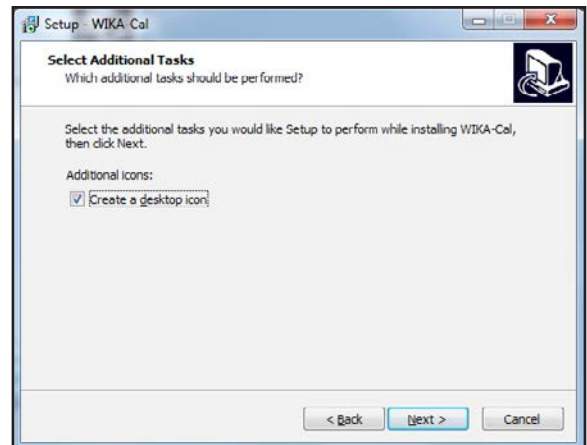 Setup - WIKA-Cal
Select Additional Tasks
Which additional tasks should be performed?
Select the additional tasks you would like Setup to perform while installing WIKA-Cal,
then click Next.
Additional icons:
Create a desktop icon
< Back
Next >
Cancel